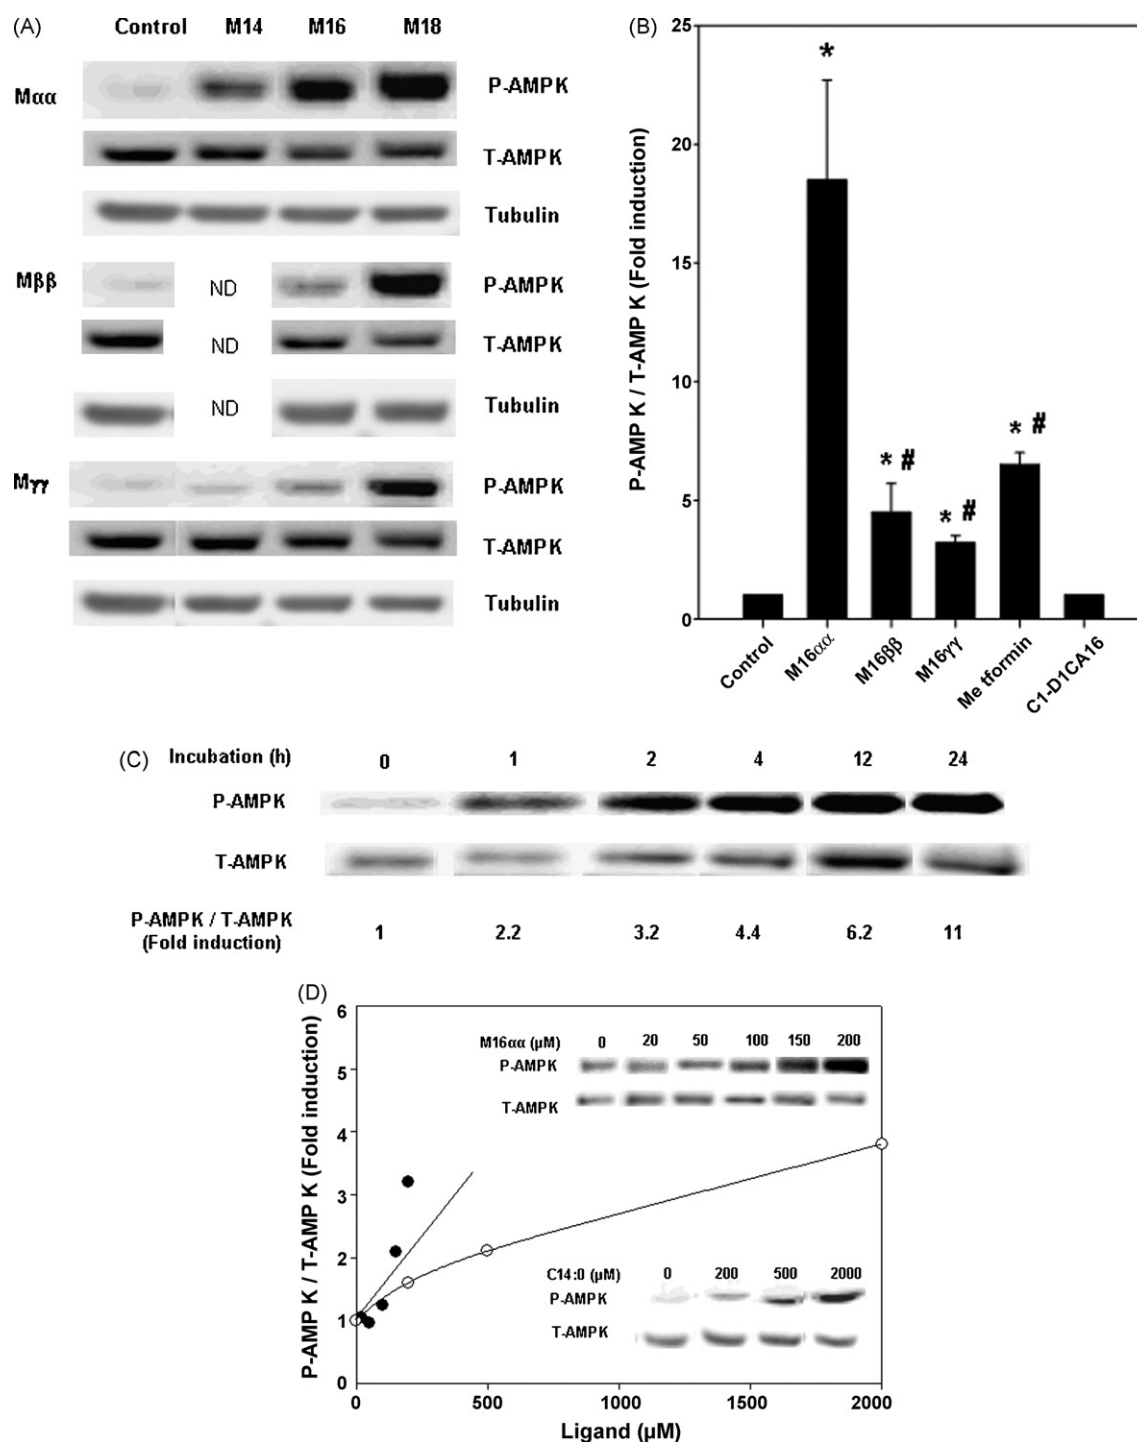 (A)
Control M14 M16 M18
Mαα
P-AMPK
T-AMPK
Tubulin
Mββ
ND
P-AMPK
ND
T-AMPK
ND
Tubulin
Mγγ
P-AMPK
T-AMPK
Tubulin
(B)
P-AMP K / T-AMP K (Fold induction)
25
20
15
10
5
0
*
* #
* #
* #
Control
M16αα
M16ββ
M16γγ
Me tformin
C1-D1CA16
(C)
Incubation (h) 0 1 2 4 12 24
P-AMPK
T-AMPK
P-AMPK / T-AMPK
(Fold induction) 1 2.2 3.2 4.4 6.2 11
(D)
P-AMP K / T-AMP K (Fold induction)
6
5
4
3
2
1
0
M16αα (µM) 0 20 50 100 150 200
P-AMPK
T-AMPK
C14:0 (µM) 0 200 500 2000
P-AMPK
T-AMPK
0 500 1000 1500 2000
Ligand (µM)